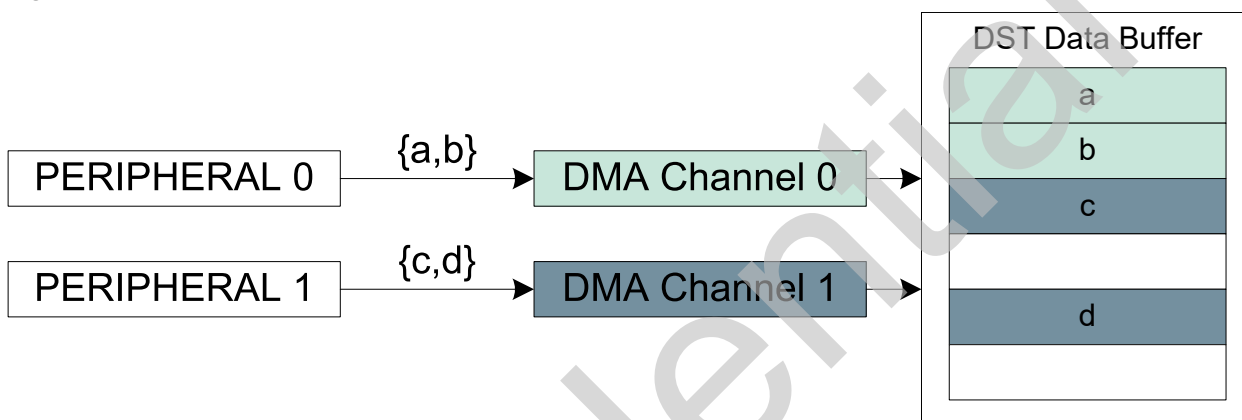 DST Data Buffer
a
{a,b}
b
PERIPHERAL 0
DMA Channel 0
c
{c,d}
PERIPHERAL 1
DMA Channel 1
d